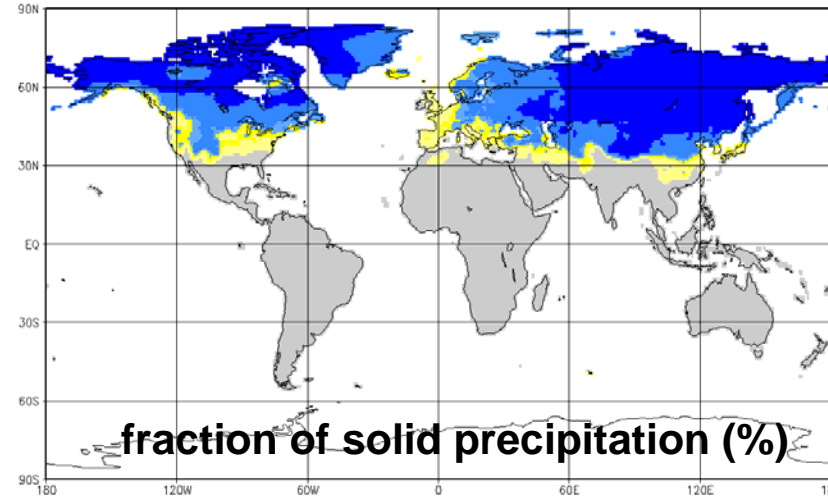 90N
60N
30N
EQ
30S
60S
fraction of solid precipitation (%)
90S
180 120W 60W 0 60E 120E